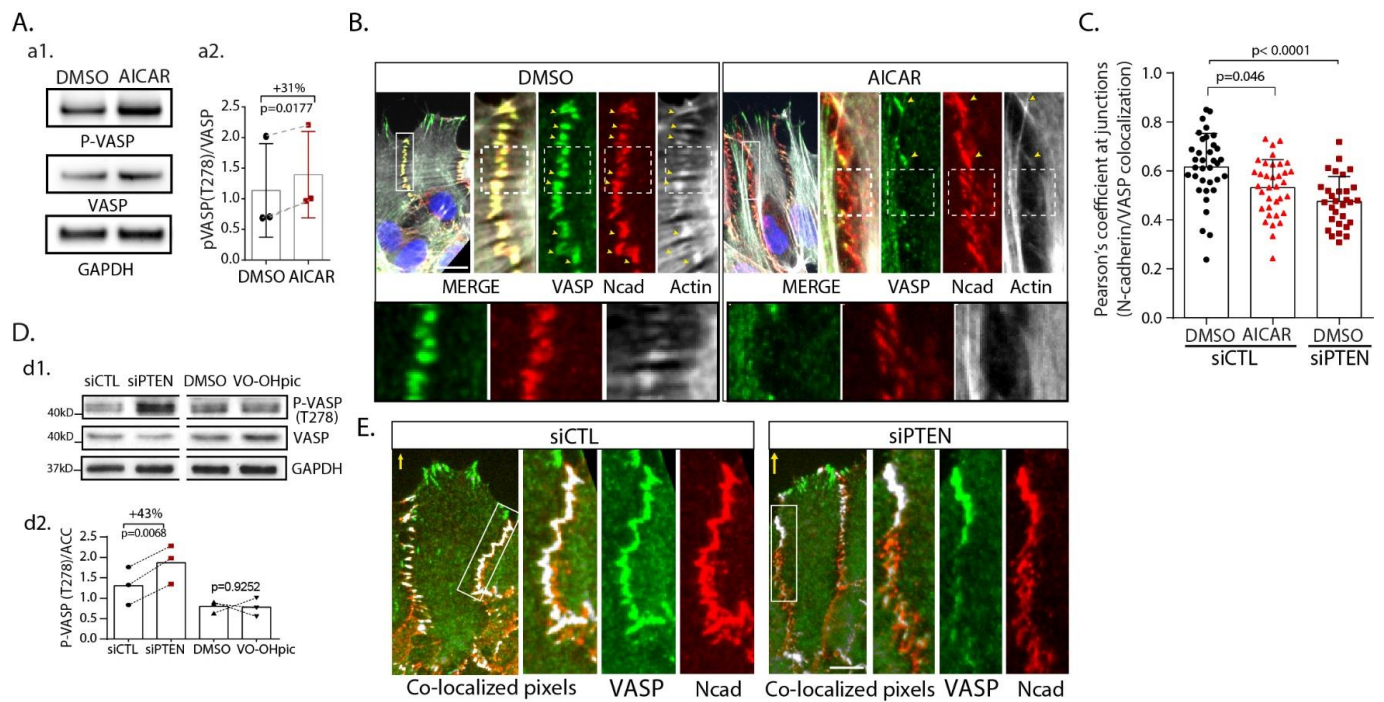 A.
a1.
DMSO AICAR
P-VASP
VASP
GAPDH
a2.
+31%
p=0.0177
pVASP(T278)/VASP
2.5
2.0
1.5
1.0
0.5
0.0
DMSO AICAR
B.
DMSO
AICAR
MERGE VASP Ncad Actin
MERGE VASP Ncad Actin
C.
p< 0.0001
p=0.046
Pearson's coefficient at junctions
(N-cadherin/VASP colocalization)
1.0
0.8
0.6
0.4
0.2
0.0
DMSO AICAR DMSO
siCTL siPTEN
D.
d1.
siCTL siPTEN DMSO VO-OHpic
40kD P-VASP
(T278)
40kD VASP
37kD GAPDH
d2.
+43%
p=0.0068
p=0.9252
P-VASP (T278)/ACC
2.5
2.0
1.5
1.0
0.5
0.0
siCTL siPTEN DMSO VO-OHpic
E.
siCTL
siPTEN
Co-localized pixels VASP Ncad
Co-localized pixels VASP Ncad